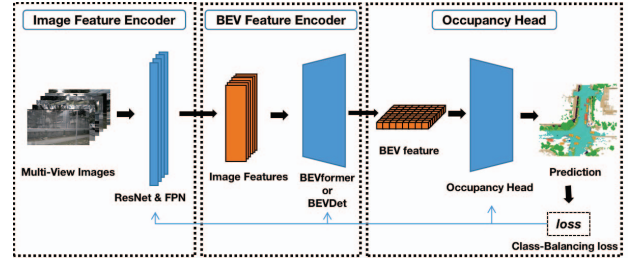 Image Feature Encoder
BEV Feature Encoder
Occupancy Head
Multi-View Images
ResNet & FPN
Image Features
BEVformer
or
BEVDet
BEV feature
Occupancy Head
Prediction
loss
Class-Balancing loss